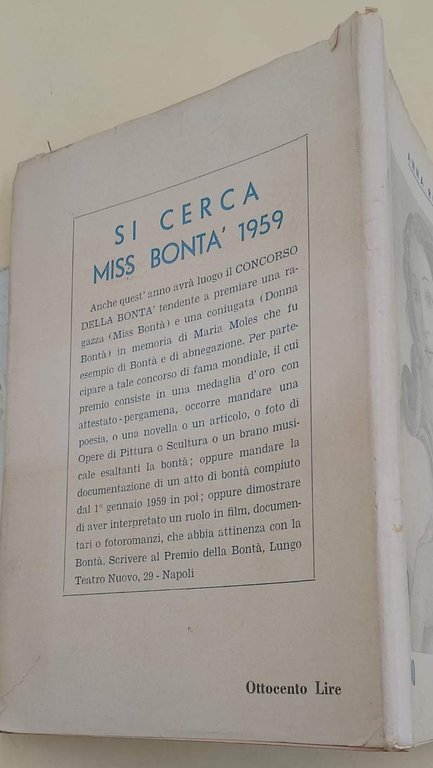 SI CERCA
MISS BONTA' 1959
Anche quest' anno avrà luogo il CONCORSO
DELLA BONTA' tendente a premiare una ra-
gazza (Miss Bontà) e una coniugata (Donna
Bontà) in memoria di Maria Moles che fu
esempio di Bontà e di abnegazione. Per parte-
cipare a tale concorso di fama mondiale, il cui
premio consiste in una medaglia d'oro con
attestato-pergamena, occorre mandare una
poesia, o una novella o un articolo, o foto di
Opere di Pittura o Scultura o un brano musi-
cale esaltanti la bontà; oppure mandare la
documentazione di un atto di bontà compiuto
dal 1° gennaio 1959 in poi; oppure dimostrare
di aver interpretato un ruolo in film, documen-
tari o fotoromanzi, che abbia attinenza con la
Bontà. Scrivere al Premio della Bontà, Lungo
Teatro Nuovo, 29 - Napoli
Ottocento Lire